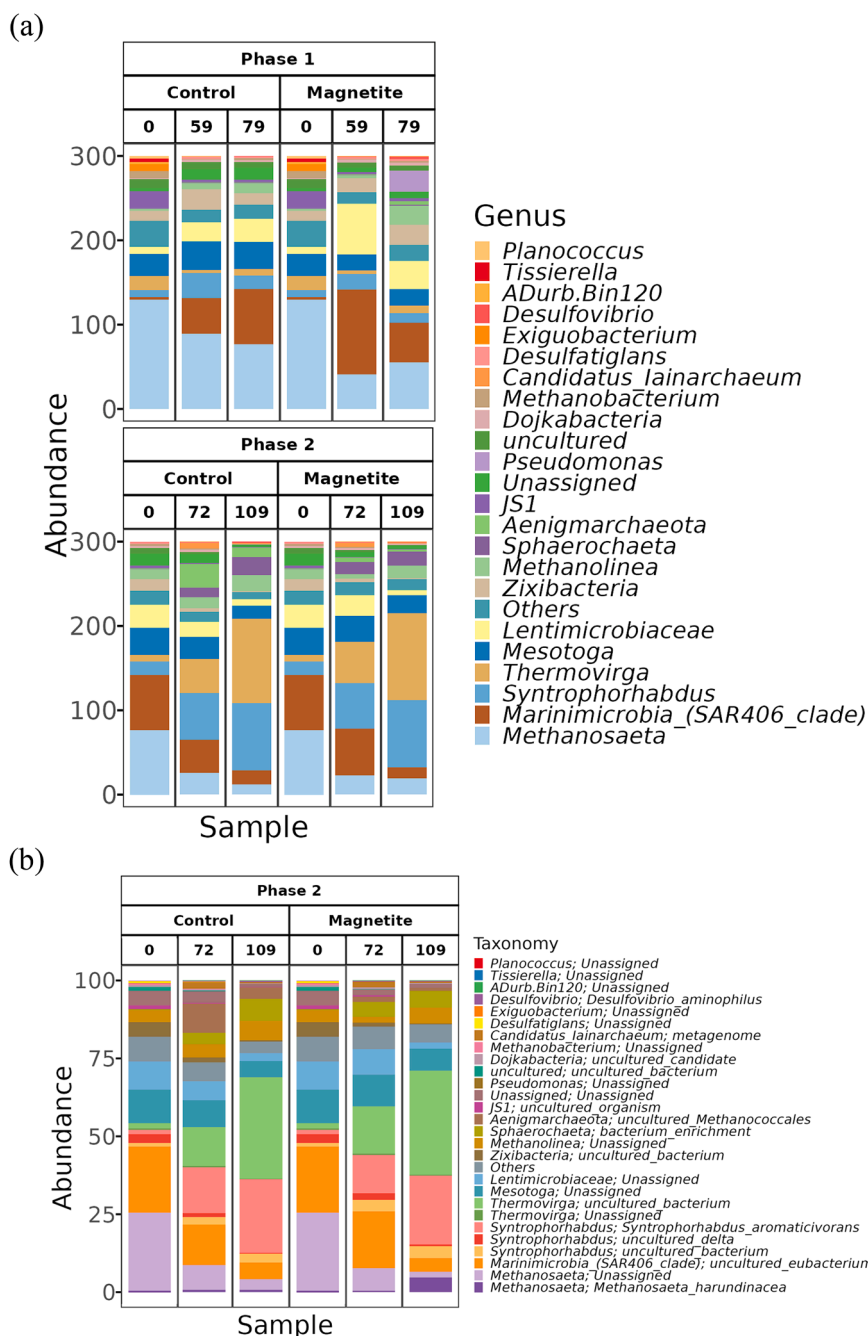 (a)
Phase 1
Control Magnetite
0 59 79 0 59 79
300
200
100
0
Phase 2
Control Magnetite
0 72 109 0 72 109
300
200
100
0
Abundance
Sample
Genus
Planococcus
Tissierella
ADurb.Bin120
Desulfovibrio
Exiguobacterium
Desulfatiglans
Candidatus_Iainarchaeum
Methanobacterium
Dojkabacteria
uncultured
Pseudomonas
Unassigned
JS1
Aenigmarchaeota
Sphaerochaeta
Methanolinea
Zixibacteria
Others
Lentimicrobiaceae
Mesotoga
Thermovirga
Syntrophorhabdus
Marinimicrobia_(SAR406_clade)
Methanosaeta
(b)
Phase 2
Control Magnetite
0 72 109 0 72 109
100
75
50
25
0
Abundance
Sample
Taxonomy
Planococcus; Unassigned
Tissierella; Unassigned
ADurb.Bin120; Unassigned
Desulfovibrio; Desulfovibrio_aminophilus
Exiguobacterium; Unassigned
Desulfatiglans; Unassigned
Candidatus_Iainarchaeum; metagenome
Methanobacterium; Unassigned
Dojkabacteria; uncultured_candidate
uncultured; uncultured_bacterium
Pseudomonas; Unassigned
Unassigned; Unassigned
JS1; uncultured_organism
Aenigmarchaeota; uncultured_Methanococcales
Sphaerochaeta; bacterium_enrichment
Methanolinea; Unassigned
Zixibacteria; uncultured_bacterium
Others
Lentimicrobiaceae; Unassigned
Mesotoga; Unassigned
Thermovirga; uncultured_bacterium
Thermovirga; Unassigned
Syntrophorhabdus; Syntrophorhabdus_aromaticivorans
Syntrophorhabdus; uncultured_delta
Syntrophorhabdus; uncultured_bacterium
Marinimicrobia_(SAR406_clade); uncultured_eubacterium
Methanosaeta; Unassigned
Methanosaeta; Methanosaeta_harundinacea